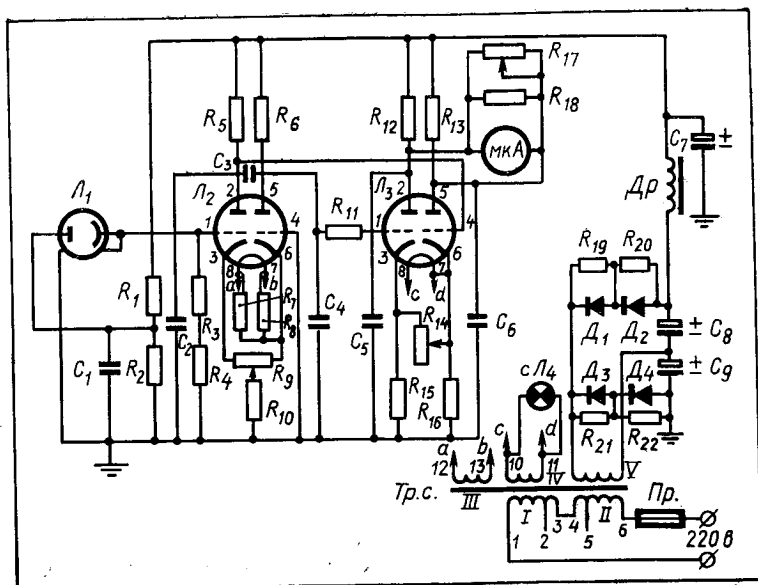 R17
R5
R6
R12
R13
R18
C7 ±
мкА
C3
Л2
Л3
Др
2
5
2
5
Л1
1
4
R11
1
4
3
6
3
6
8
7
8
7
a
b
c
d
R19
R20
R1
R7
R8
R14
Д1
Д2
± C8
C1
R2
C2
R3
R4
C4
C5
C6
± C9
R9
R10
R15
R16
с Л4
Д3
Д4
R21
R22
a
b
c
d
12
13
10
11
Тр.с.
III
IV
V
I
II
Пр.
1
2
3
4
5
6
220 в